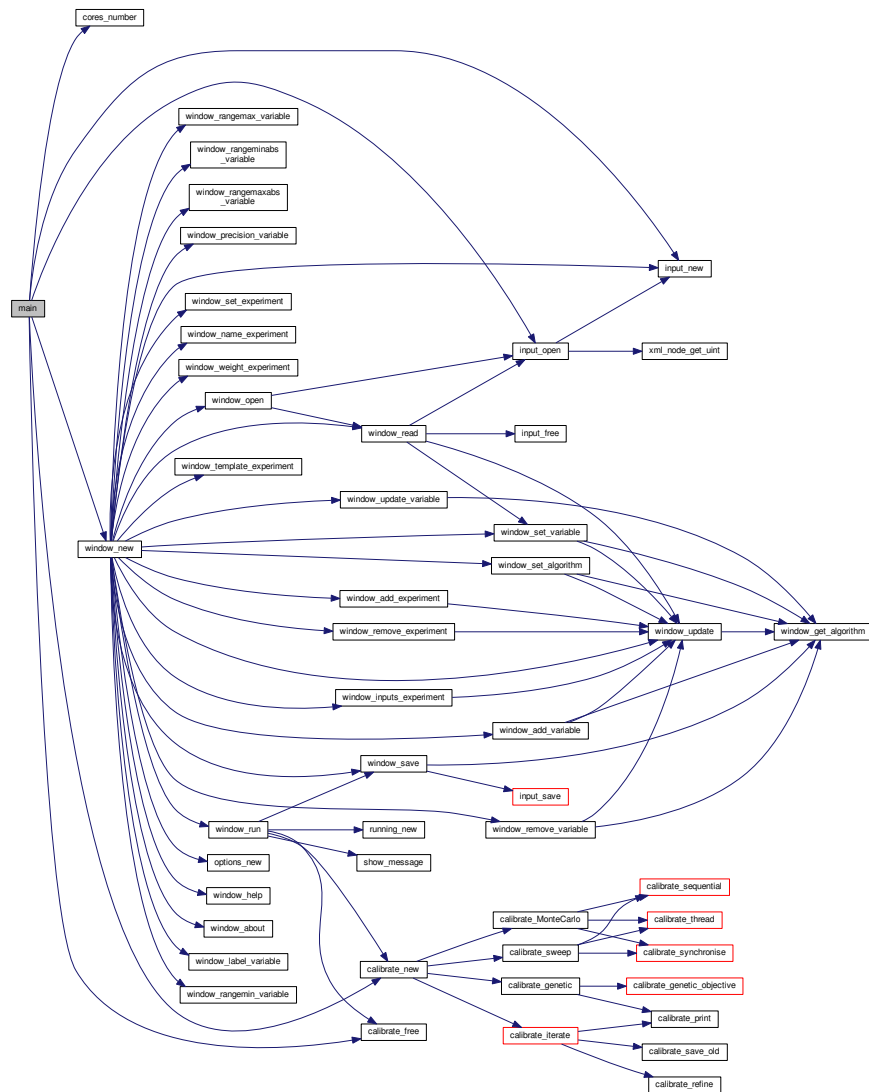 cores_number
window_rangemax_variable
window_rangeminabs
_variable
window_rangemaxabs
_variable
window_precision_variable
input_new
window_set_experiment
main
window_name_experiment
input_open
xml_node_get_uint
window_weight_experiment
window_open
window_read
input_free
window_template_experiment
window_update_variable
window_set_variable
window_new
window_set_algorithm
window_add_experiment
window_remove_experiment
window_update
window_get_algorithm
window_inputs_experiment
window_add_variable
window_save
input_save
window_run
running_new
window_remove_variable
options_new
show_message
calibrate_sequential
window_help
calibrate_MonteCarlo
calibrate_thread
window_about
calibrate_sweep
calibrate_synchronise
window_label_variable
calibrate_new
calibrate_genetic
calibrate_genetic_objective
window_rangemin_variable
calibrate_print
calibrate_free
calibrate_iterate
calibrate_save_old
calibrate_refine